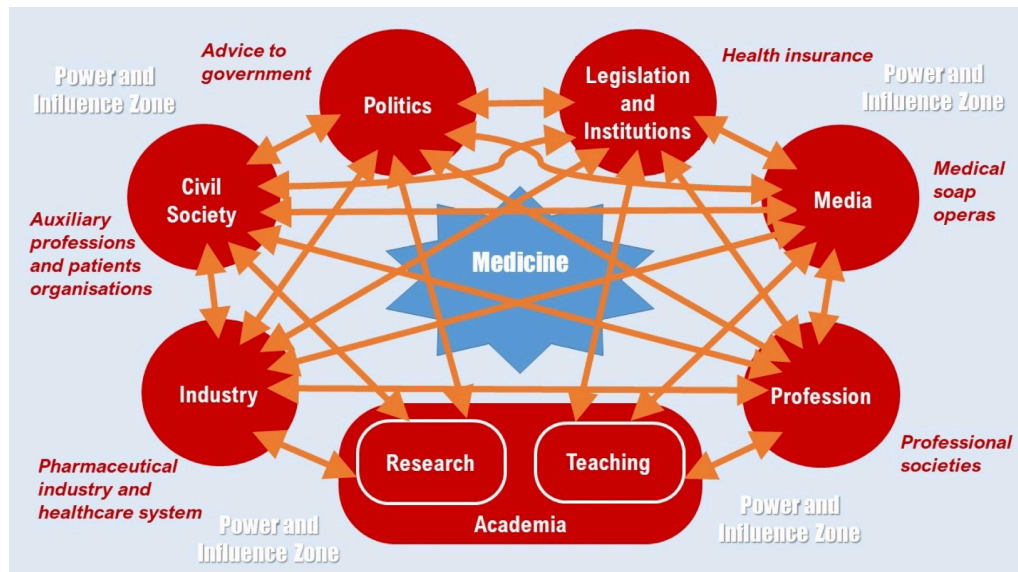 Advice to
government
Health insurance
Power and
Influence Zone
Power and
Influence Zone
Politics
Legislation
and
Institutions
Civil
Society
Media
Medical
soap
operas
Auxiliary
professions
and patients
organisations
Medicine
Industry
Profession
Pharmaceutical
industry and
healthcare system
Research
Teaching
Academia
Professional
societies
Power and
Influence Zone
Power and
Influence Zone